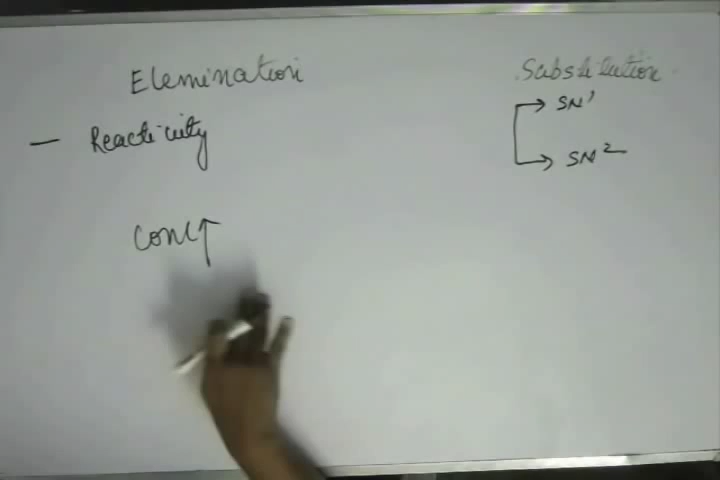 Elemination
Substitution
SN1
— Reactivity
SN2
Conc↑